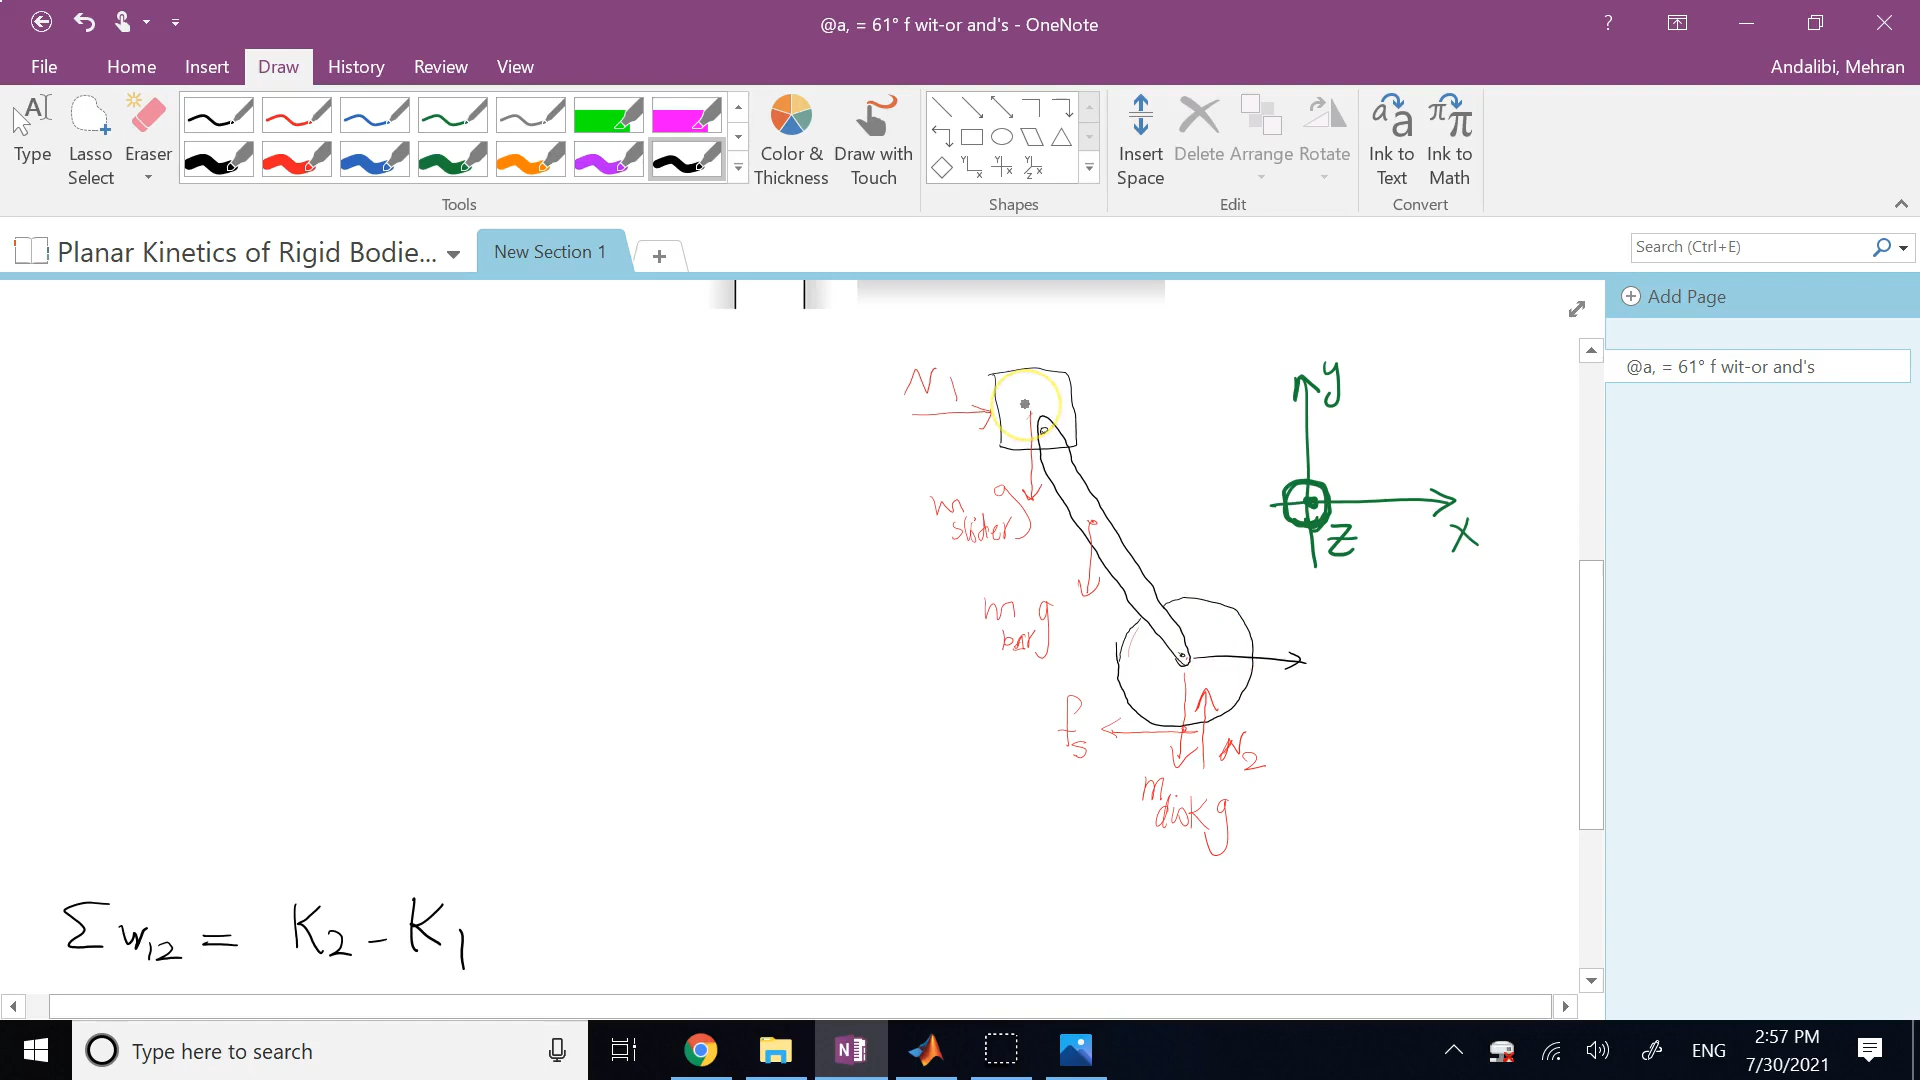 @a, = 61° f wit-or and's - OneNote
?
File Home Insert Draw History Review View
Andalibi, Mehran
Type
Lasso Select
Eraser
Color & Thickness
Draw with Touch
Insert Space
Delete
Arrange
Rotate
Ink to Text
Ink to Math
Tools
Shapes
Edit
Convert
Planar Kinetics of Rigid Bodie...
New Section 1
Search (Ctrl+E)
Add Page
@a, = 61° f wit-or and's
N1
y
m slider g
z
x
m bar g
fs
N2
m disk g
Σ W12 = K2 - K1
Type here to search
ENG
2:57 PM
7/30/2021